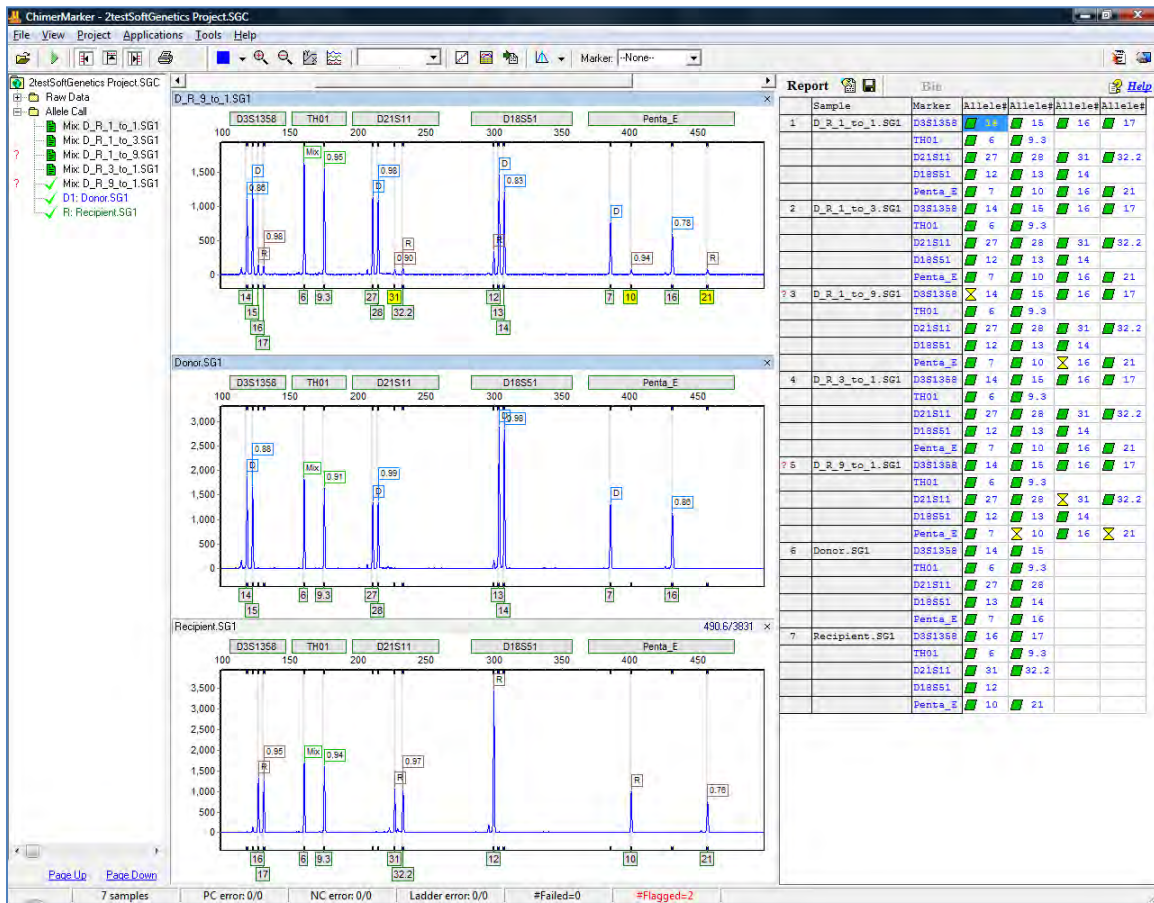 ChimerMarker - 2testSoftGenetics Project.SGC
File View Project Applications Tools Help
Marker: --None--
2testSoftGenetics Project.SGC
Raw Data
Allele Call
Mix: D_R_1_to_1.SG1
Mix: D_R_1_to_3.SG1
? Mix: D_R_1_to_9.SG1
Mix: D_R_3_to_1.SG1
? Mix: D_R_9_to_1.SG1
D1: Donor.SG1
R: Recipient.SG1
Page Up Page Down
D_R_9_to_1.SG1 ×
D3S1358 TH01 D21S11 D18S51 Penta_E
100 150 200 250 300 350 400 450
Mix 0.95
D D
1,500 0.86 0.98 D 0.83
1,000 D 0.78
500 0.98 R R
R 0.90 0.94 R
0
14 6 9.3 27 31 12 7 10 16 21
15 28 32.2 13
16 14
17
Donor.SG1 ×
D3S1358 TH01 D21S11 D18S51 Penta_E
100 150 200 250 300 350 400 450
3,000 D 0.98
2,500 0.88
2,000 D Mix 0.91 0.99
1,500 D D 0.86
1,000
500
0
14 6 9.3 27 13 7 16
15 28 14
Recipient.SG1 490.6/3831 ×
D3S1358 TH01 D21S11 D18S51 Penta_E
100 150 200 250 300 350 400 450
R
3,500
3,000
2,500
2,000 0.95 Mix 0.94 0.97
1,500 R R R 0.76
1,000
500
0
16 6 9.3 31 12 10 21
17 32.2
Report Bin Help
Sample Marker Allele# Allele# Allele# Allele#
1 D_R_1_to_1.SG1 D3S1358 14 15 16 17
TH01 6 9.3
D21S11 27 28 31 32.2
D18S51 12 13 14
Penta_E 7 10 16 21
2 D_R_1_to_3.SG1 D3S1358 14 15 16 17
TH01 6 9.3
D21S11 27 28 31 32.2
D18S51 12 13 14
Penta_E 7 10 16 21
? 3 D_R_1_to_9.SG1 D3S1358 14 15 16 17
TH01 6 9.3
D21S11 27 28 31 32.2
D18S51 12 13 14
Penta_E 7 10 16 21
4 D_R_3_to_1.SG1 D3S1358 14 15 16 17
TH01 6 9.3
D21S11 27 28 31 32.2
D18S51 12 13 14
Penta_E 7 10 16 21
? 5 D_R_9_to_1.SG1 D3S1358 14 15 16 17
TH01 6 9.3
D21S11 27 28 31 32.2
D18S51 12 13 14
Penta_E 7 10 16 21
6 Donor.SG1 D3S1358 14 15
TH01 6 9.3
D21S11 27 28
D18S51 13 14
Penta_E 7 16
7 Recipient.SG1 D3S1358 16 17
TH01 6 9.3
D21S11 31 32.2
D18S51 12
Penta_E 10 21
7 samples PC error: 0/0 NC error: 0/0 Ladder error: 0/0 #Failed=0 #Flagged=2